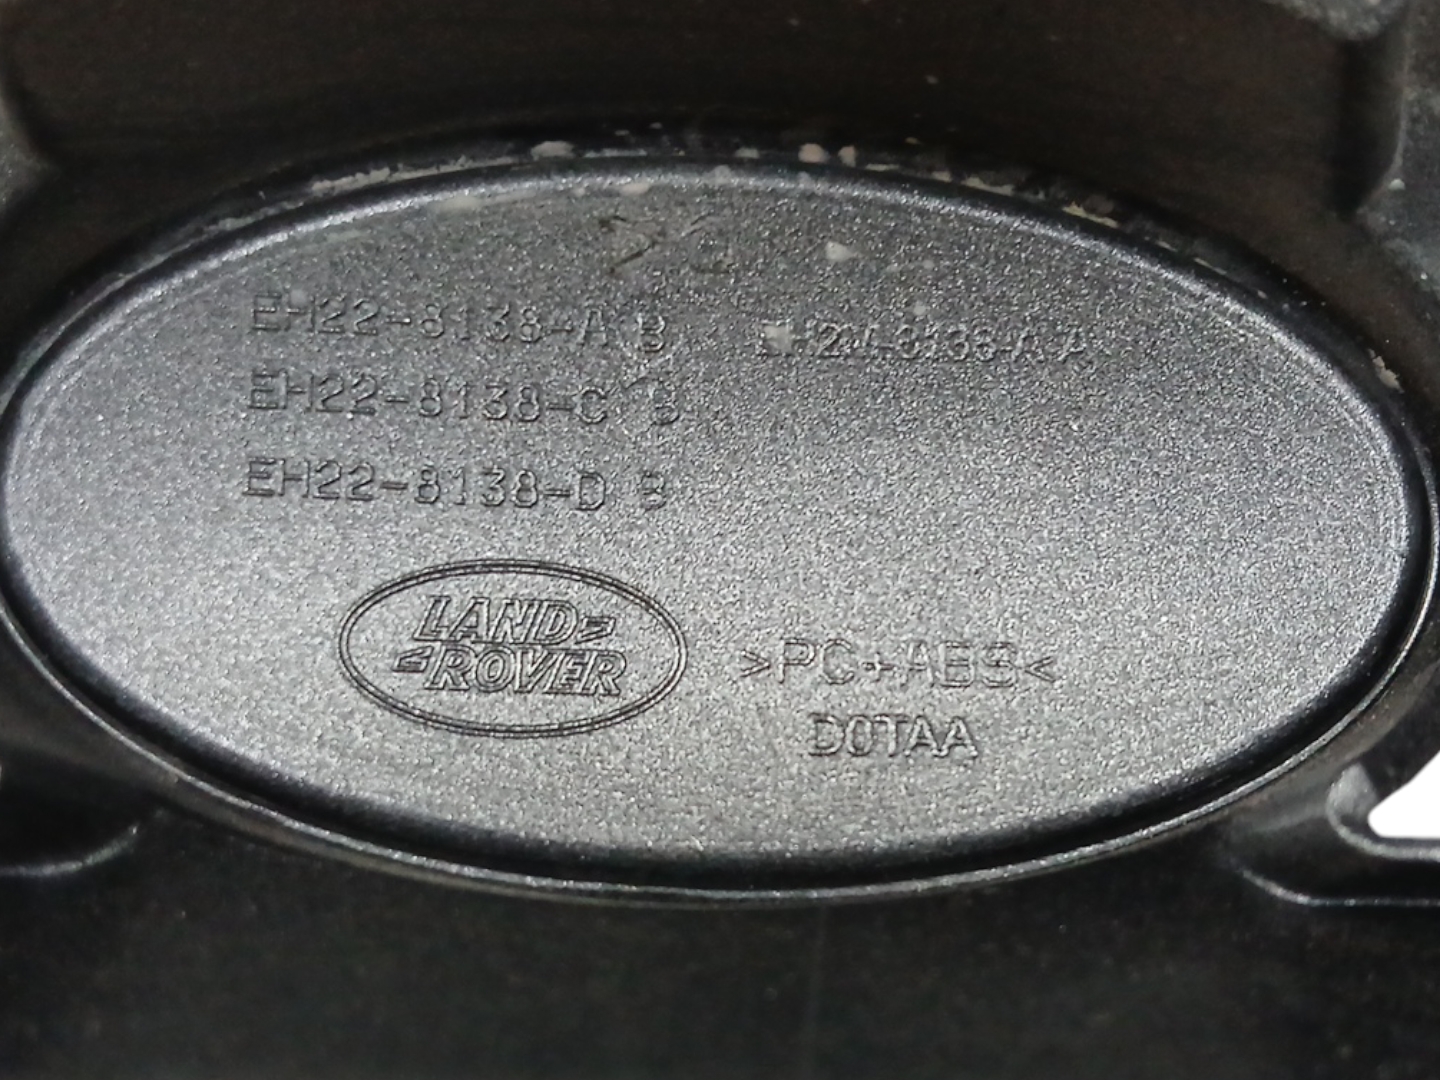 EH22-8138-A B
EH22-8138-C B
EH22-8138-D B
LAND
ROVER
>PC+ABS<
D0TAA